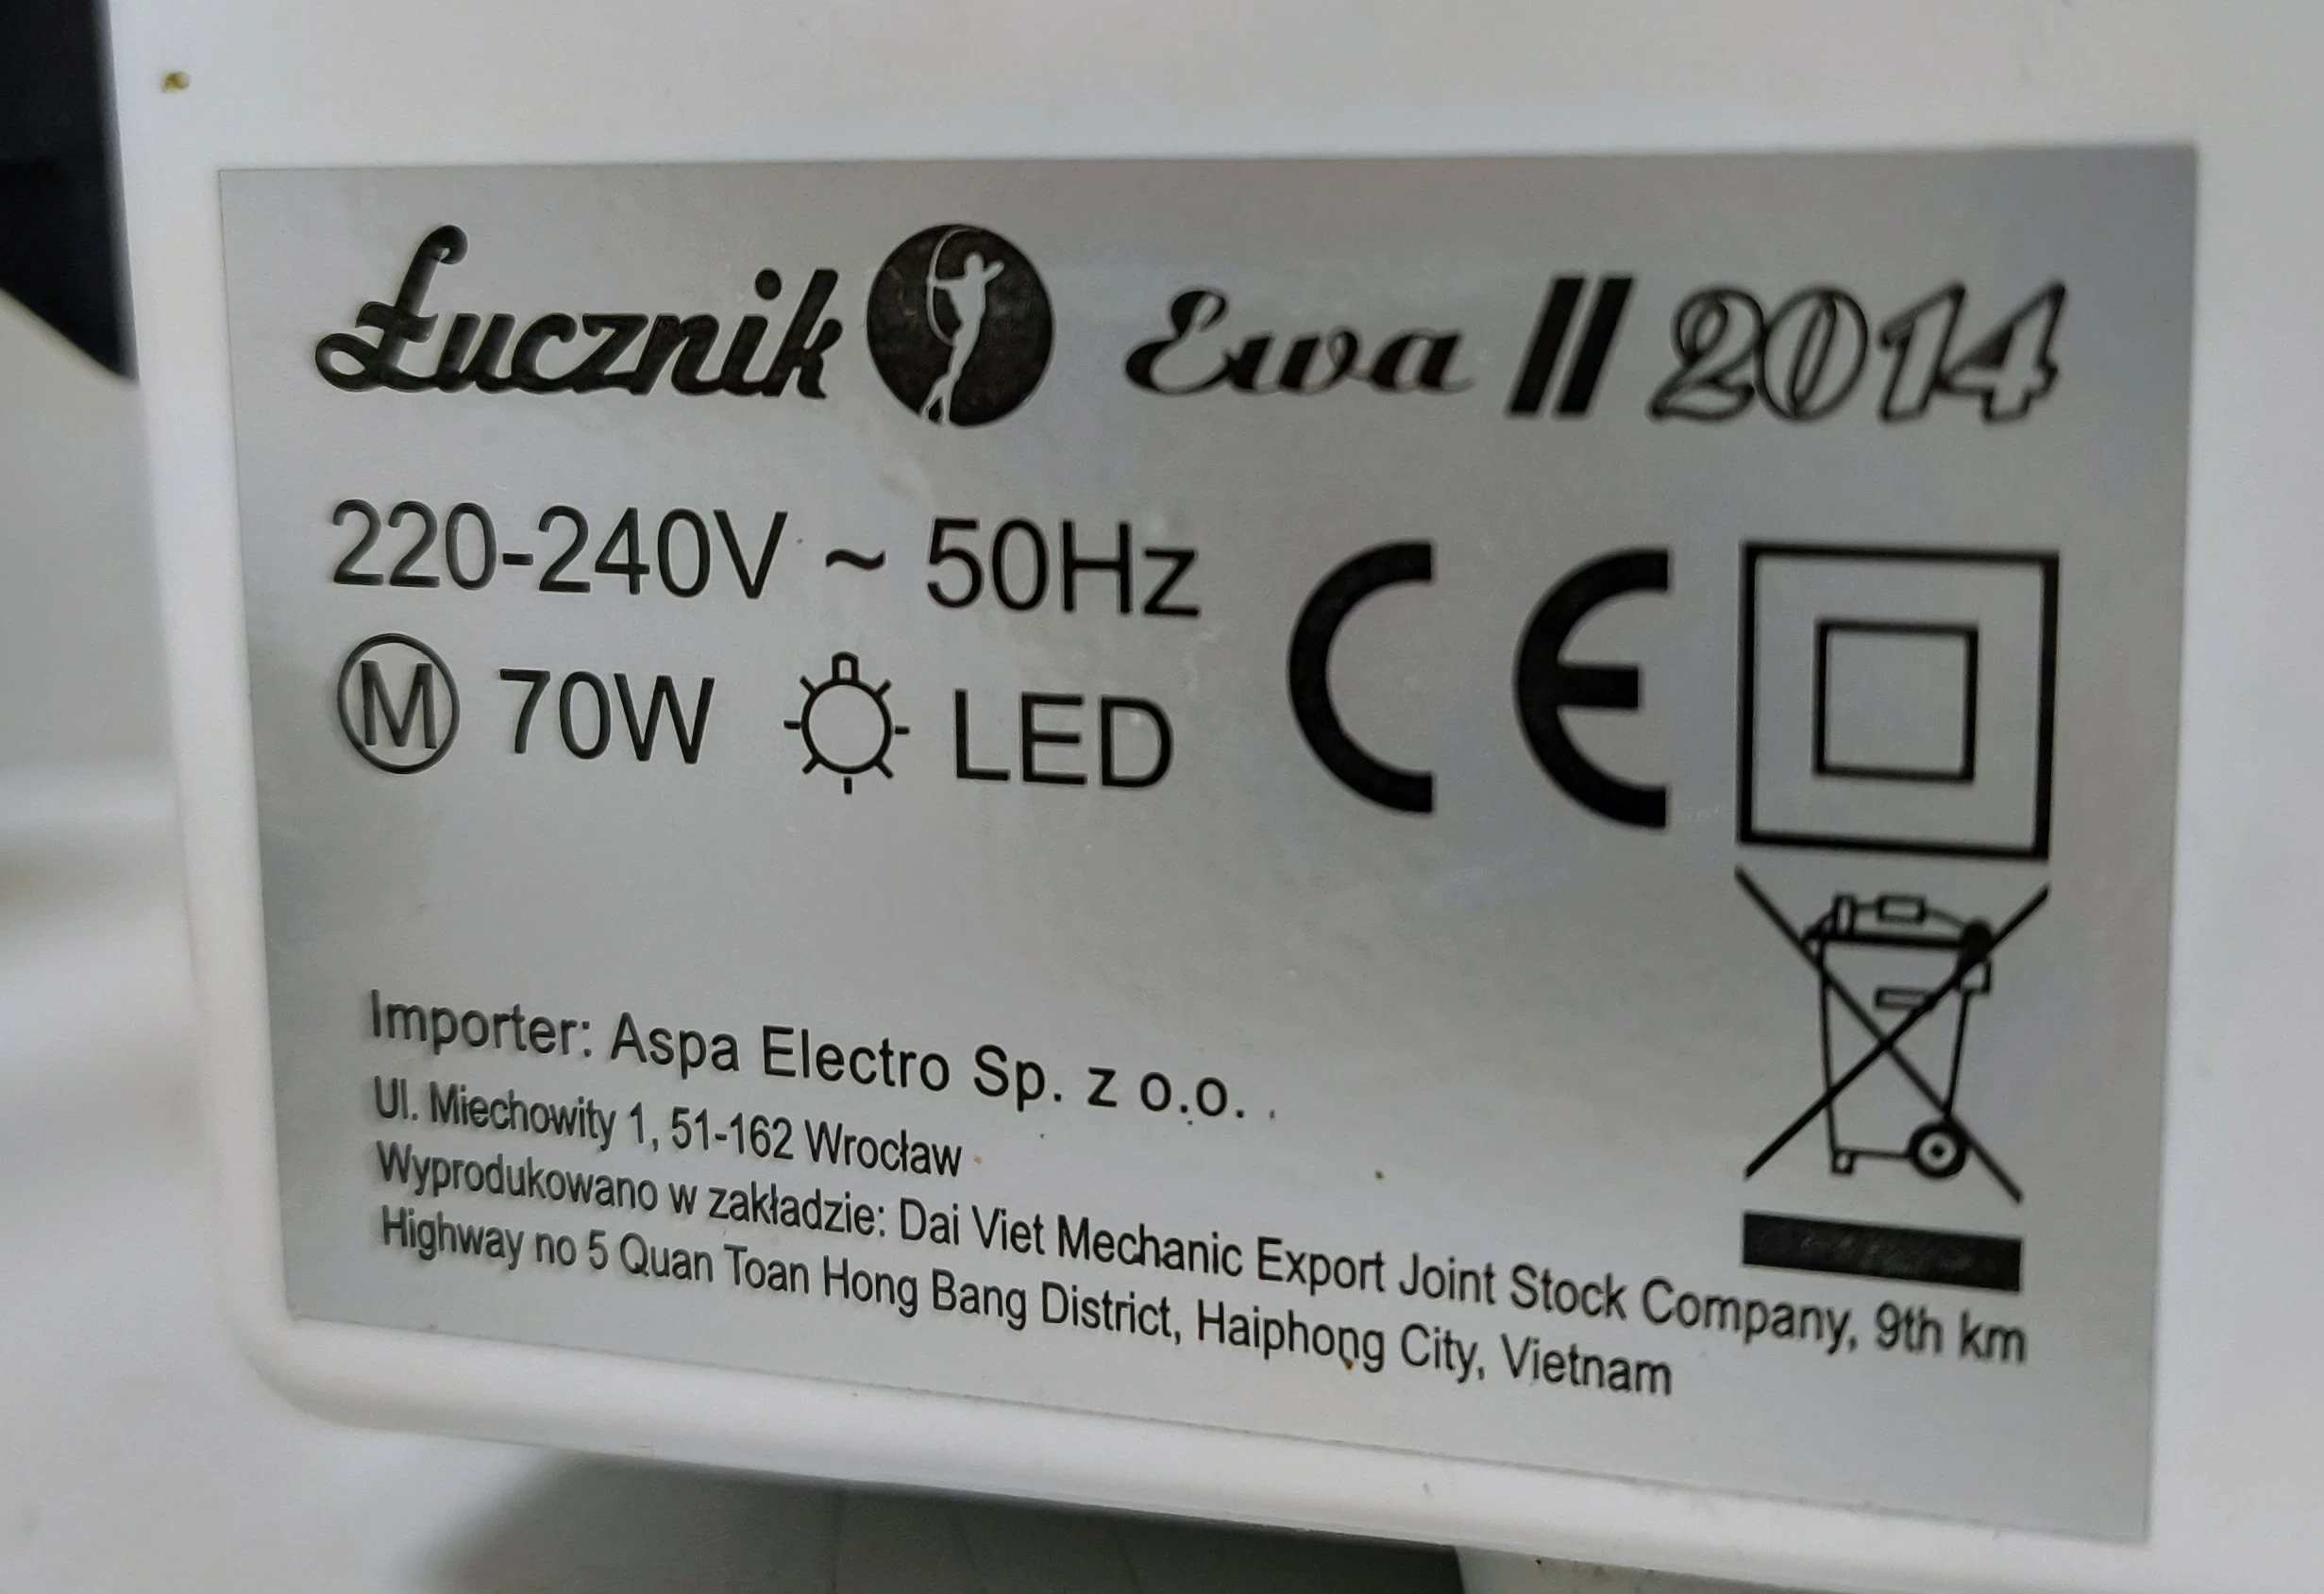 Łucznik Ewa II 2014
220-240V ~ 50Hz
M 70W LED
CE
Importer: Aspa Electro Sp. z o.o.
Ul. Miechowity 1, 51-162 Wrocław
Wyprodukowano w zakładzie: Dai Viet Mechanic Export Joint Stock Company, 9th km
Highway no 5 Quan Toan Hong Bang District, Haiphong City, Vietnam